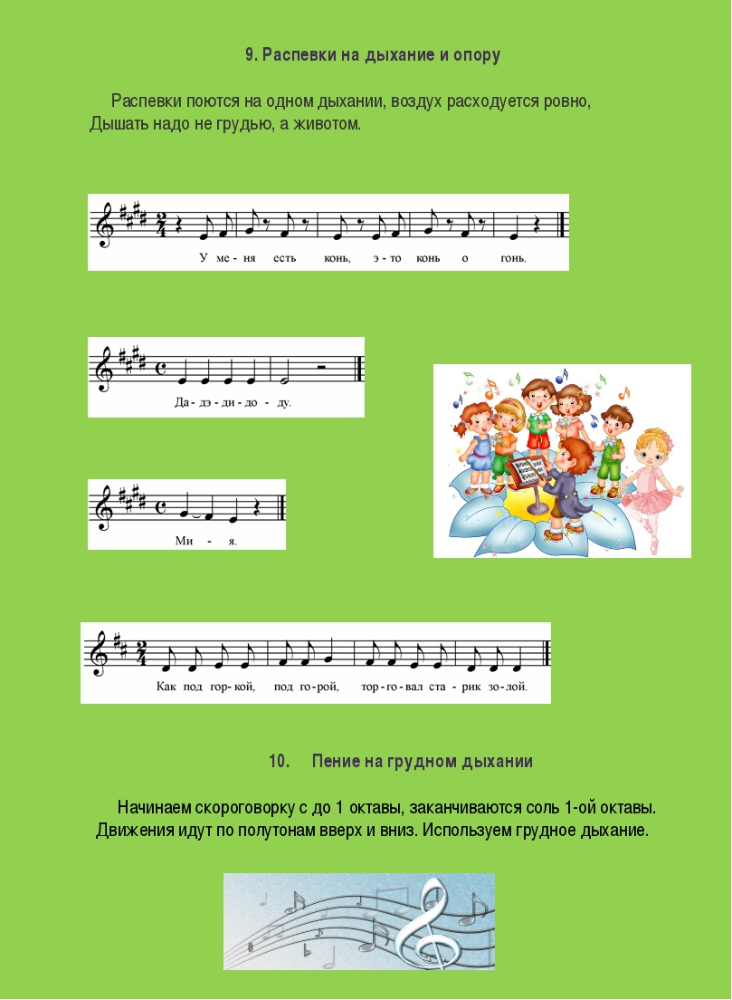 9. Распевки на дыхание и опору
Распевки поются на одном дыхании, воздух расходуется ровно,
Дышать надо не грудью, а животом.
У ме - ня есть конь, э - то конь о гонь.
Да - дэ - ди - до - ду.
Ми - я.
Как под гор - кой, под го - рой, тор - го - вал ста - рик зо - лой.
10. Пение на грудном дыхании
Начинаем скороговорку с до 1 октавы, заканчиваются соль 1-ой октавы.
Движения идут по полутонам вверх и вниз. Используем грудное дыхание.